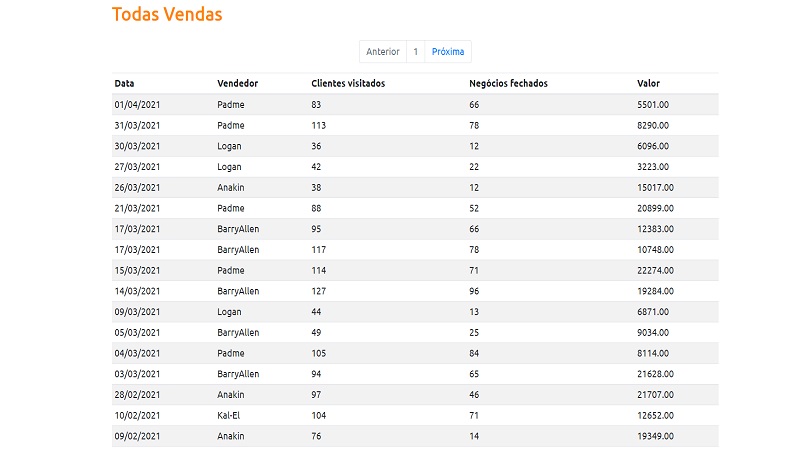 Todas Vendas
Anterior 1 Próxima
Data Vendedor Clientes visitados Negócios fechados Valor
01/04/2021 Padme 83 66 5501.00
31/03/2021 Padme 113 78 8290.00
30/03/2021 Logan 36 12 6096.00
27/03/2021 Logan 42 22 3223.00
26/03/2021 Anakin 38 12 15017.00
21/03/2021 Padme 88 52 20899.00
17/03/2021 BarryAllen 95 66 12383.00
17/03/2021 BarryAllen 117 78 10748.00
15/03/2021 Padme 114 71 22274.00
14/03/2021 BarryAllen 127 96 19284.00
09/03/2021 Logan 44 13 6871.00
05/03/2021 BarryAllen 49 25 9034.00
04/03/2021 Padme 105 84 8114.00
03/03/2021 BarryAllen 94 65 21628.00
28/02/2021 Anakin 97 46 21707.00
10/02/2021 Kal-El 104 71 12652.00
09/02/2021 Anakin 76 14 19349.00